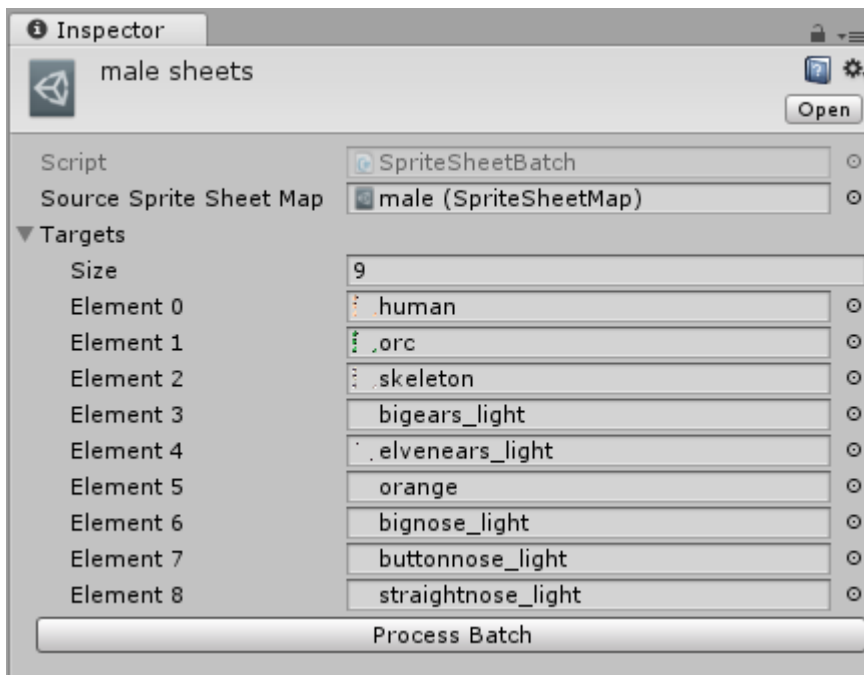 Inspector
male sheets
Open
Script SpriteSheetBatch
Source Sprite Sheet Map male (SpriteSheetMap)
Targets
Size 9
Element 0 human
Element 1 orc
Element 2 skeleton
Element 3 bigears_light
Element 4 elvenears_light
Element 5 orange
Element 6 bignose_light
Element 7 buttonnose_light
Element 8 straightnose_light
Process Batch